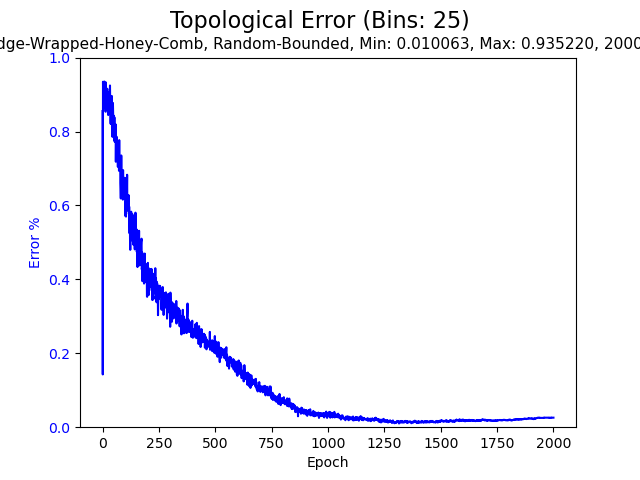 Topological Error (Bins: 25)
dge-Wrapped-Honey-Comb, Random-Bounded, Min: 0.010063, Max: 0.935220, 2000
1.0
0.8
0.6
0.4
0.2
0.0
Error %
0 250 500 750 1000 1250 1500 1750 2000
Epoch